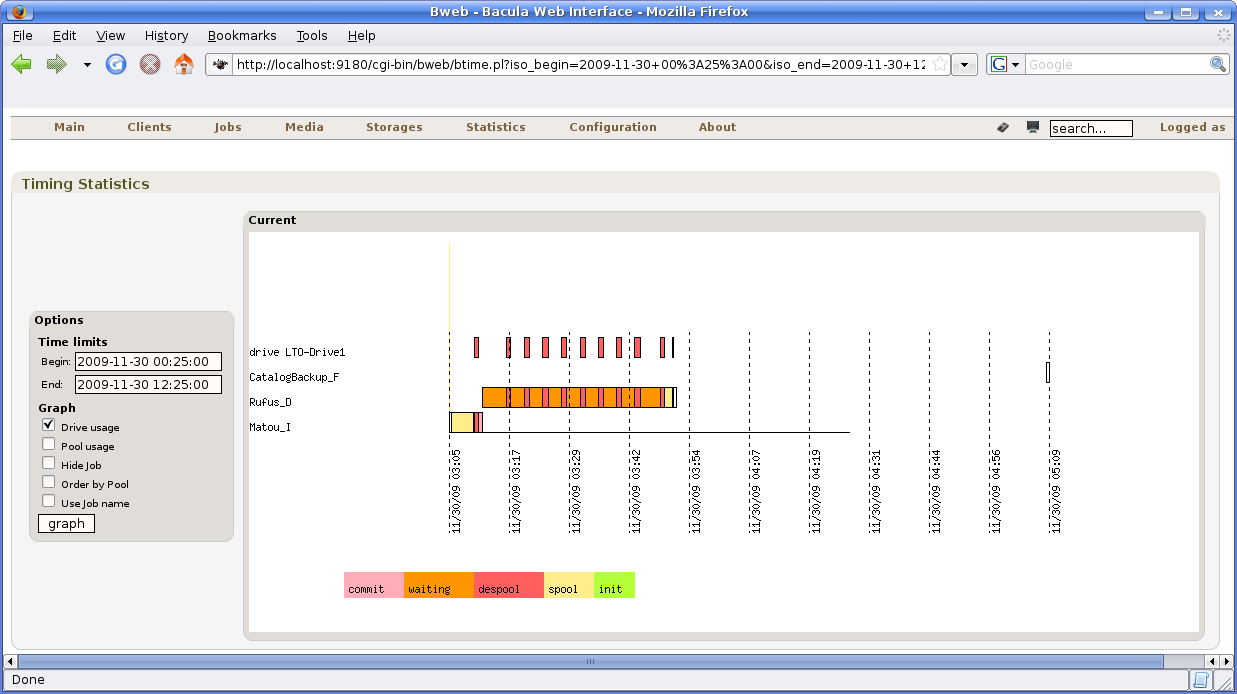 Bweb - Bacula Web Interface - Mozilla Firefox
File Edit View History Bookmarks Tools Help
http://localhost:9180/cgi-bin/bweb/btime.pl?iso_begin=2009-11-30+00%3A25%3A00&iso_end=2009-11-30+12
G Google
Main Clients Jobs Media Storages Statistics Configuration About search... Logged as
Timing Statistics
Options
Time limits
Begin: 2009-11-30 00:25:00
End: 2009-11-30 12:25:00
Graph
Drive usage
Pool usage
Hide Job
Order by Pool
Use Job name
graph
Current
drive LTO-Drive1
CatalogBackup_F
Rufus_D
Matou_I
11/30/09 03:05
11/30/09 03:17
11/30/09 03:29
11/30/09 03:42
11/30/09 03:54
11/30/09 04:07
11/30/09 04:19
11/30/09 04:31
11/30/09 04:44
11/30/09 04:56
11/30/09 05:09
commit waiting despool spool init
Done